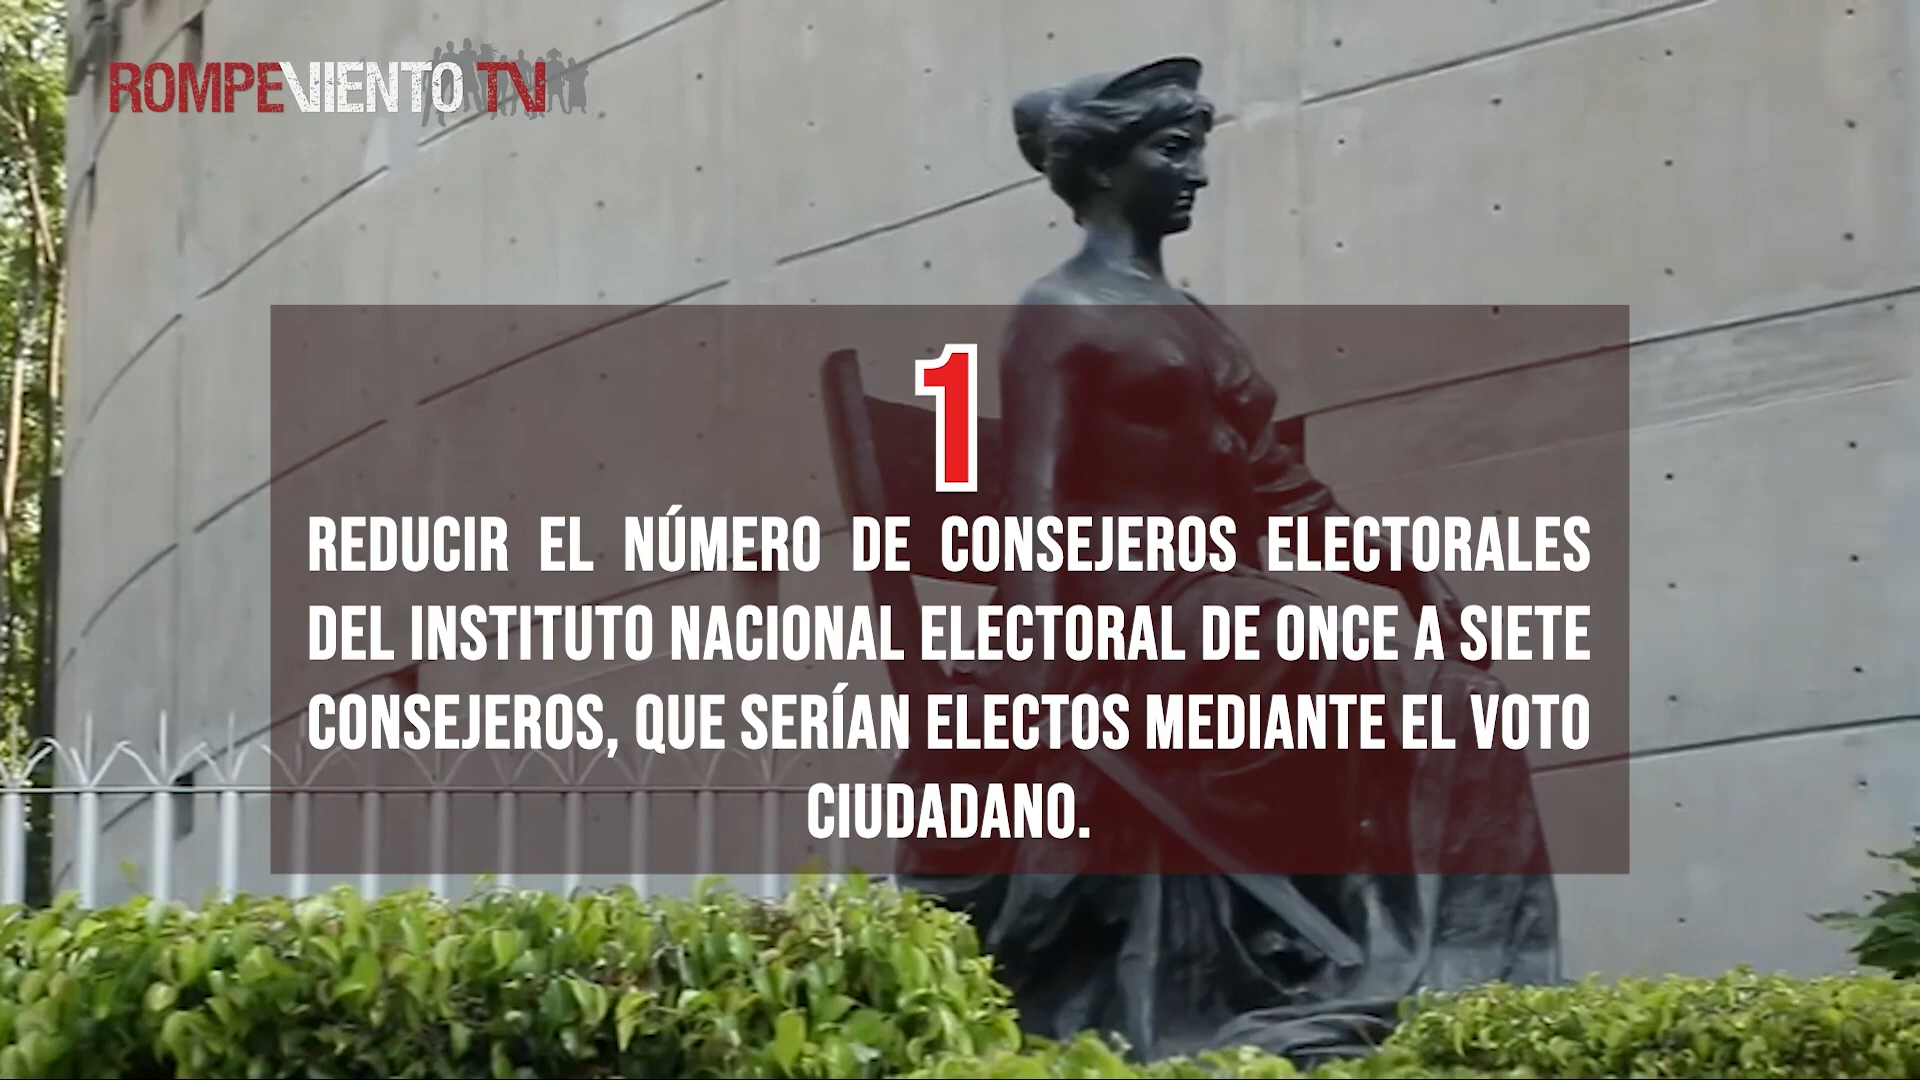 ROMPEVIENTO TV
1
REDUCIR EL NÚMERO DE CONSEJEROS ELECTORALES
DEL INSTITUTO NACIONAL ELECTORAL DE ONCE A SIETE
CONSEJEROS, QUE SERÍAN ELECTOS MEDIANTE EL VOTO
CIUDADANO.